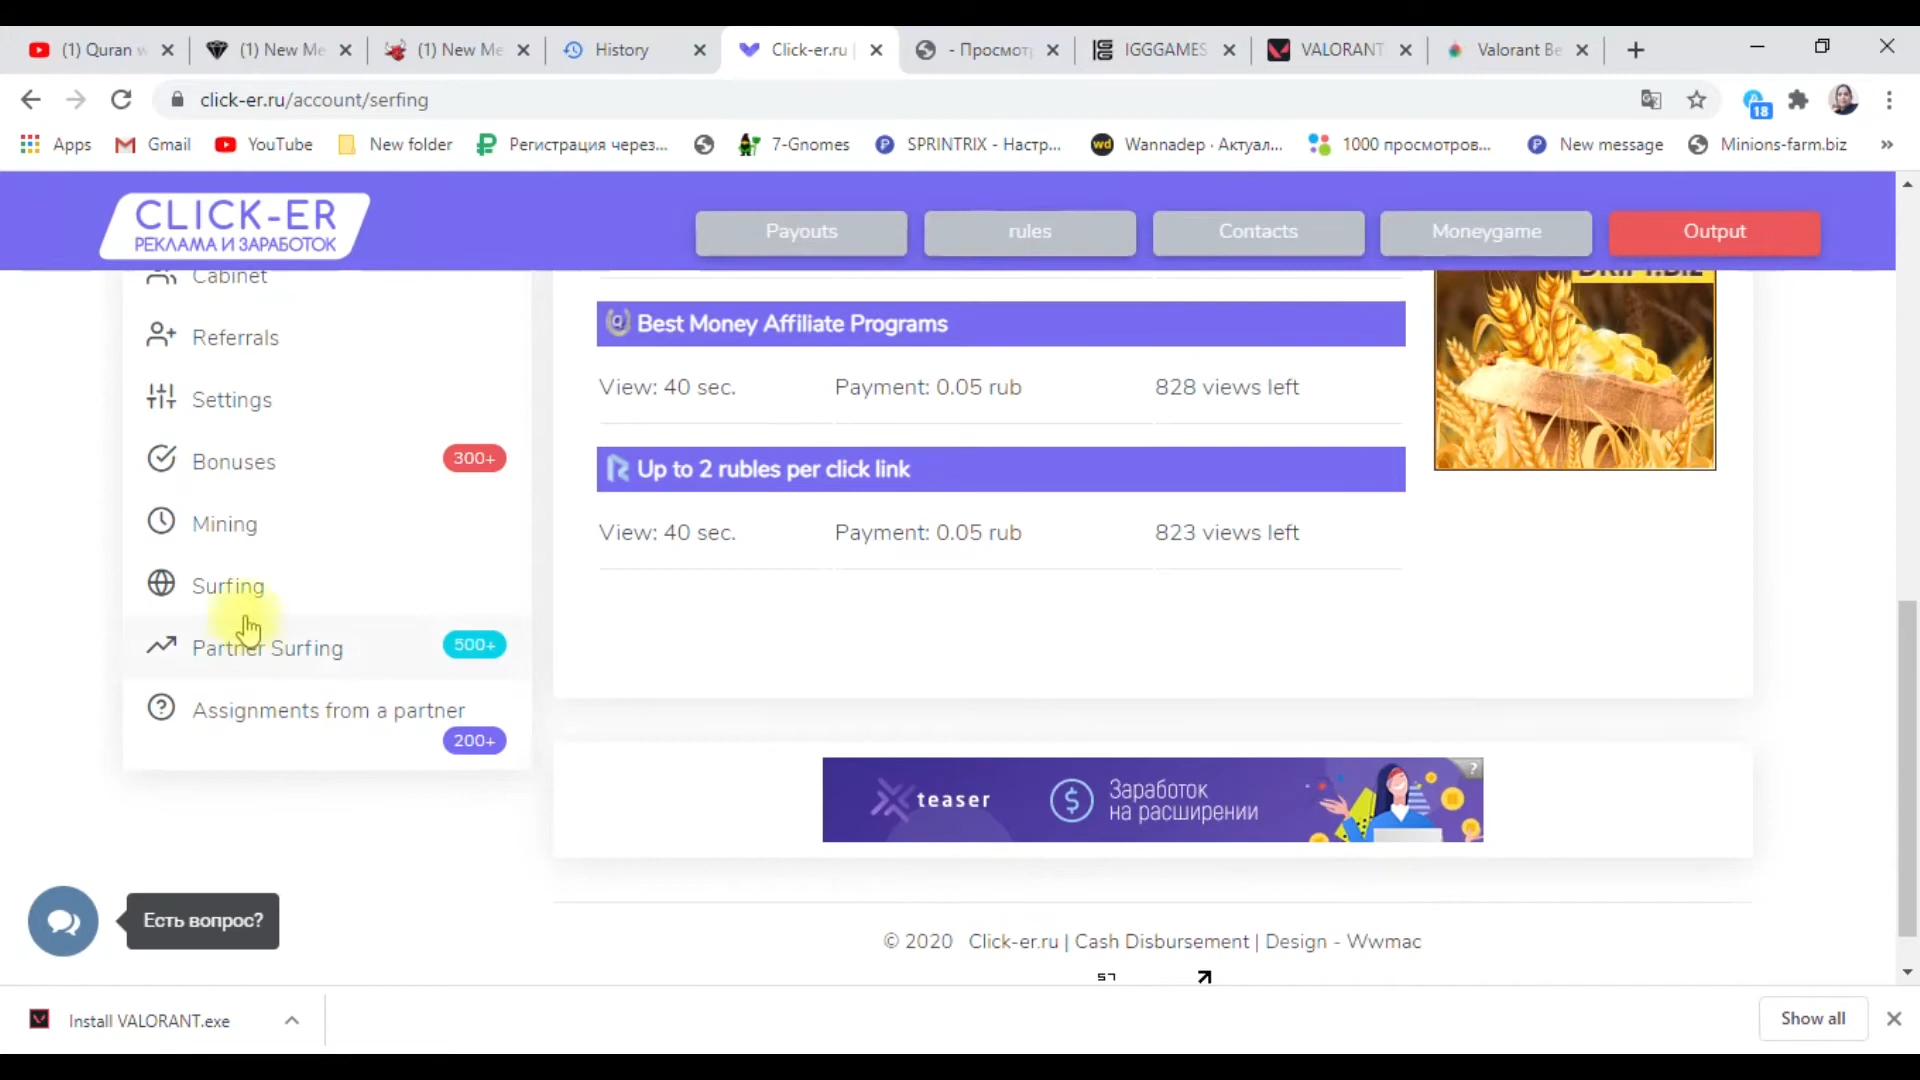 (1) Quran w
(1) New Me
(1) New Me
History
Click-er.ru |
- Просмотр
IGGGAMES
VALORANT
Valorant Be
click-er.ru/account/serfing
18
Apps
Gmail
YouTube
New folder
Регистрация через...
7-Gnomes
SPRINTRIX - Настр...
wd
Wannadep · Актуал...
1000 просмотров...
New message
Minions-farm.biz
»
CLICK-ER
РЕКЛАМА И ЗАРАБОТОК
Payouts
rules
Contacts
Moneygame
Output
Cabinet
Referrals
Settings
Bonuses
300+
Mining
Surfing
Partner Surfing
500+
Assignments from a partner
200+
Best Money Affiliate Programs
View: 40 sec.
Payment: 0.05 rub
828 views left
Up to 2 rubles per click link
View: 40 sec.
Payment: 0.05 rub
823 views left
teaser
$
Заработок
на расширении
?
Есть вопрос?
© 2020 Click-er.ru | Cash Disbursement | Design - Wwmac
57
Install VALORANT.exe
Show all